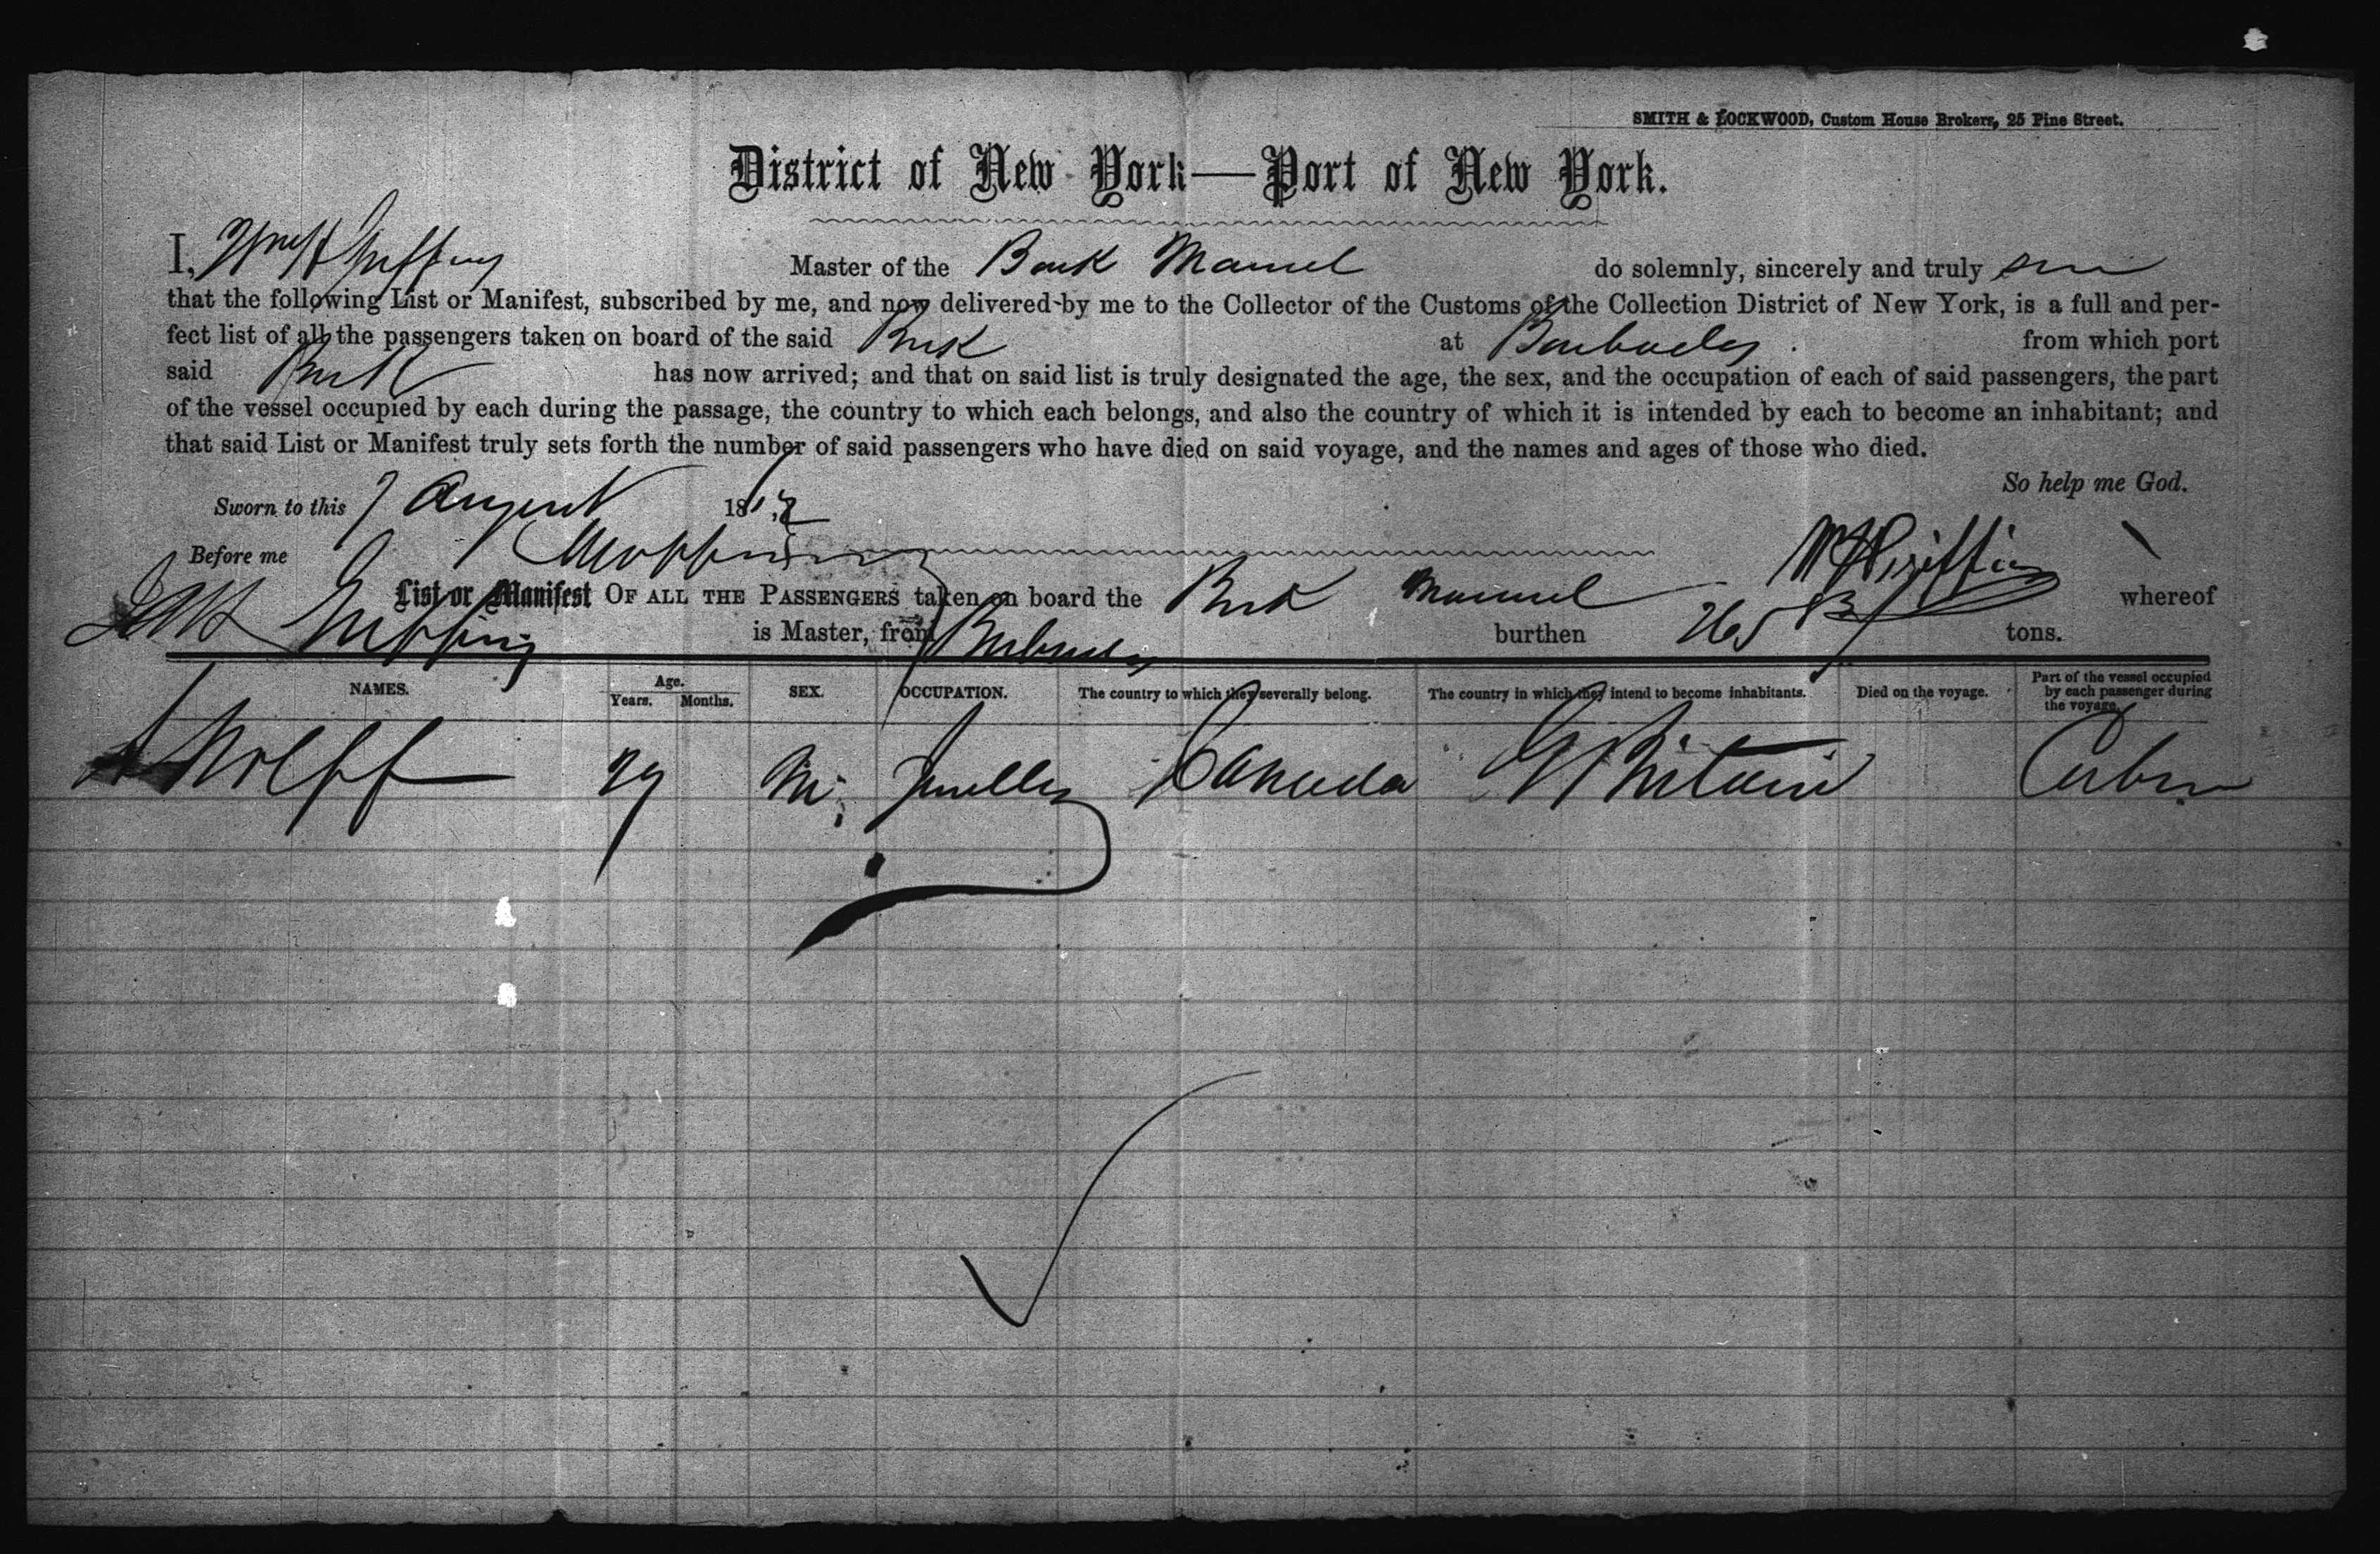 SMITH & LOCKWOOD, Custom House Brokers, 25 Pine Street.
District of New York—Port of New York.
I, Wm H Griffing Master of the Bark Manuel do solemnly, sincerely and truly
that the following List or Manifest, subscribed by me, and now delivered by me to the Collector of the Customs of the Collection District of New York, is a full and per-
fect list of all the passengers taken on board of the said Bark at Barbados from which port
said Bark has now arrived; and that on said list is truly designated the age, the sex, and the occupation of each of said passengers, the part
of the vessel occupied by each during the passage, the country to which each belongs, and also the country of which it is intended by each to become an inhabitant; and
that said List or Manifest truly sets forth the number of said passengers who have died on said voyage, and the names and ages of those who died.
So help me God.
Sworn to this 7 August 18
Before me
W H Griffing
List or Manifest OF ALL THE PASSENGERS taken on board the Bark Manuel whereof
Griffing is Master, from Barbados burthen 265 tons.
NAMES. Age. Years. Months. SEX. OCCUPATION. The country to which they severally belong. The country in which they intend to become inhabitants. Died on the voyage. Part of the vessel occupied by each passenger during the voyage.
A Wolff 29 M Canada G Britain Cabin